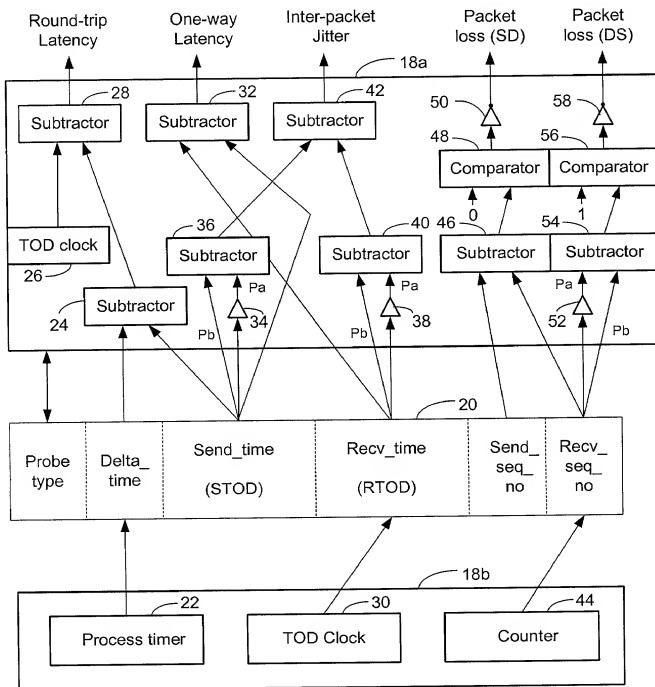 Round-trip
Latency
One-way
Latency
Inter-packet
Jitter
Packet
loss (SD)
Packet
loss (DS)
18a
28
32
42
50
58
Subtractor
Subtractor
Subtractor
48
56
Comparator
Comparator
0
1
36
40
46
54
TOD clock
26
Subtractor
Subtractor
Subtractor
Subtractor
24
Subtractor
Pa
34
Pb
Pa
38
Pb
Pa
52
Pb
20
Probe
type
Delta_
time
Send_time
(STOD)
Recv_time
(RTOD)
Send_
seq_
no
Recv_
seq_
no
18b
22
30
44
Process timer
TOD Clock
Counter